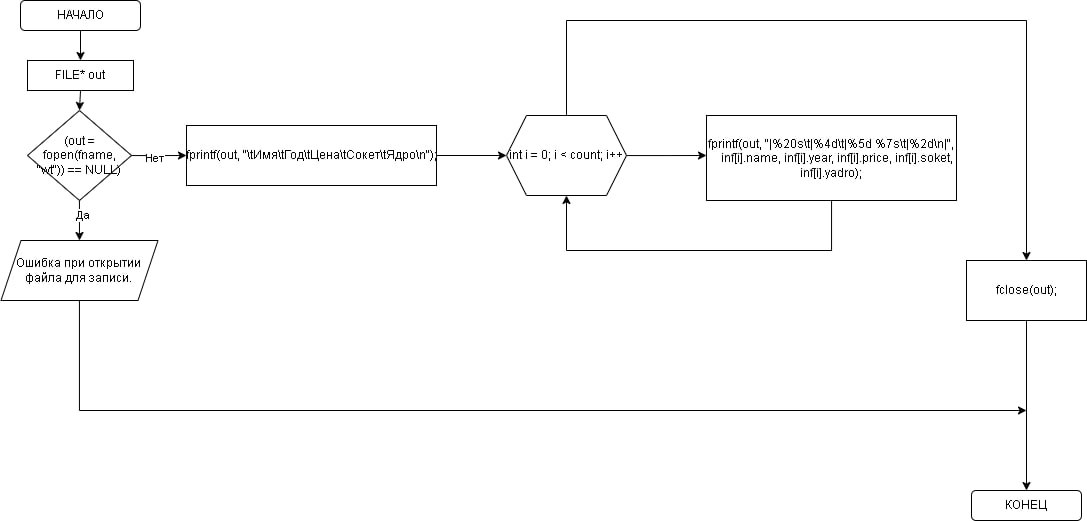 НАЧАЛО
FILE* out
(out =
fopen(fname,
"wt")) == NULL)
Нет
Да
Ошибка при открытии
файла для записи.
fprintf(out, "\tИмя\tГод\tЦена\tСокет\tЯдро\n");
int i = 0; i < count; i++
fprintf(out, "|%20s\t|%4d\t|%5d %7s\t|%2d\n|",
inf[i].name, inf[i].year, inf[i].price, inf[i].soket,
inf[i].yadro);
fclose(out);
КОНЕЦ